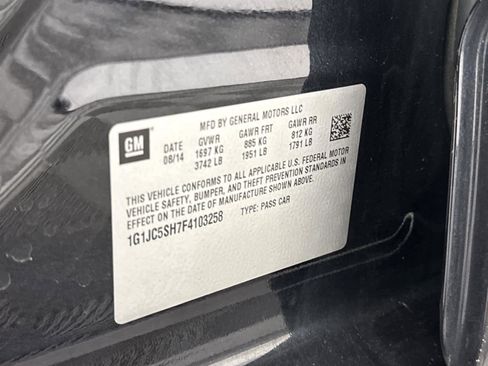 GM
MFD BY GENERAL MOTORS LLC
DATE GVWR GAWR FRT GAWR RR
08/14 1697 KG 885 KG 812 KG
3742 LB 1951 LB 1791 LB
THIS VEHICLE CONFORMS TO ALL APPLICABLE U.S. FEDERAL MOTOR
VEHICLE SAFETY, BUMPER, AND THEFT PREVENTION STANDARDS IN
EFFECT ON THE DATE OF MANUFACTURE SHOWN ABOVE.
1G1JC5SH7F4103258 TYPE: PASS CAR